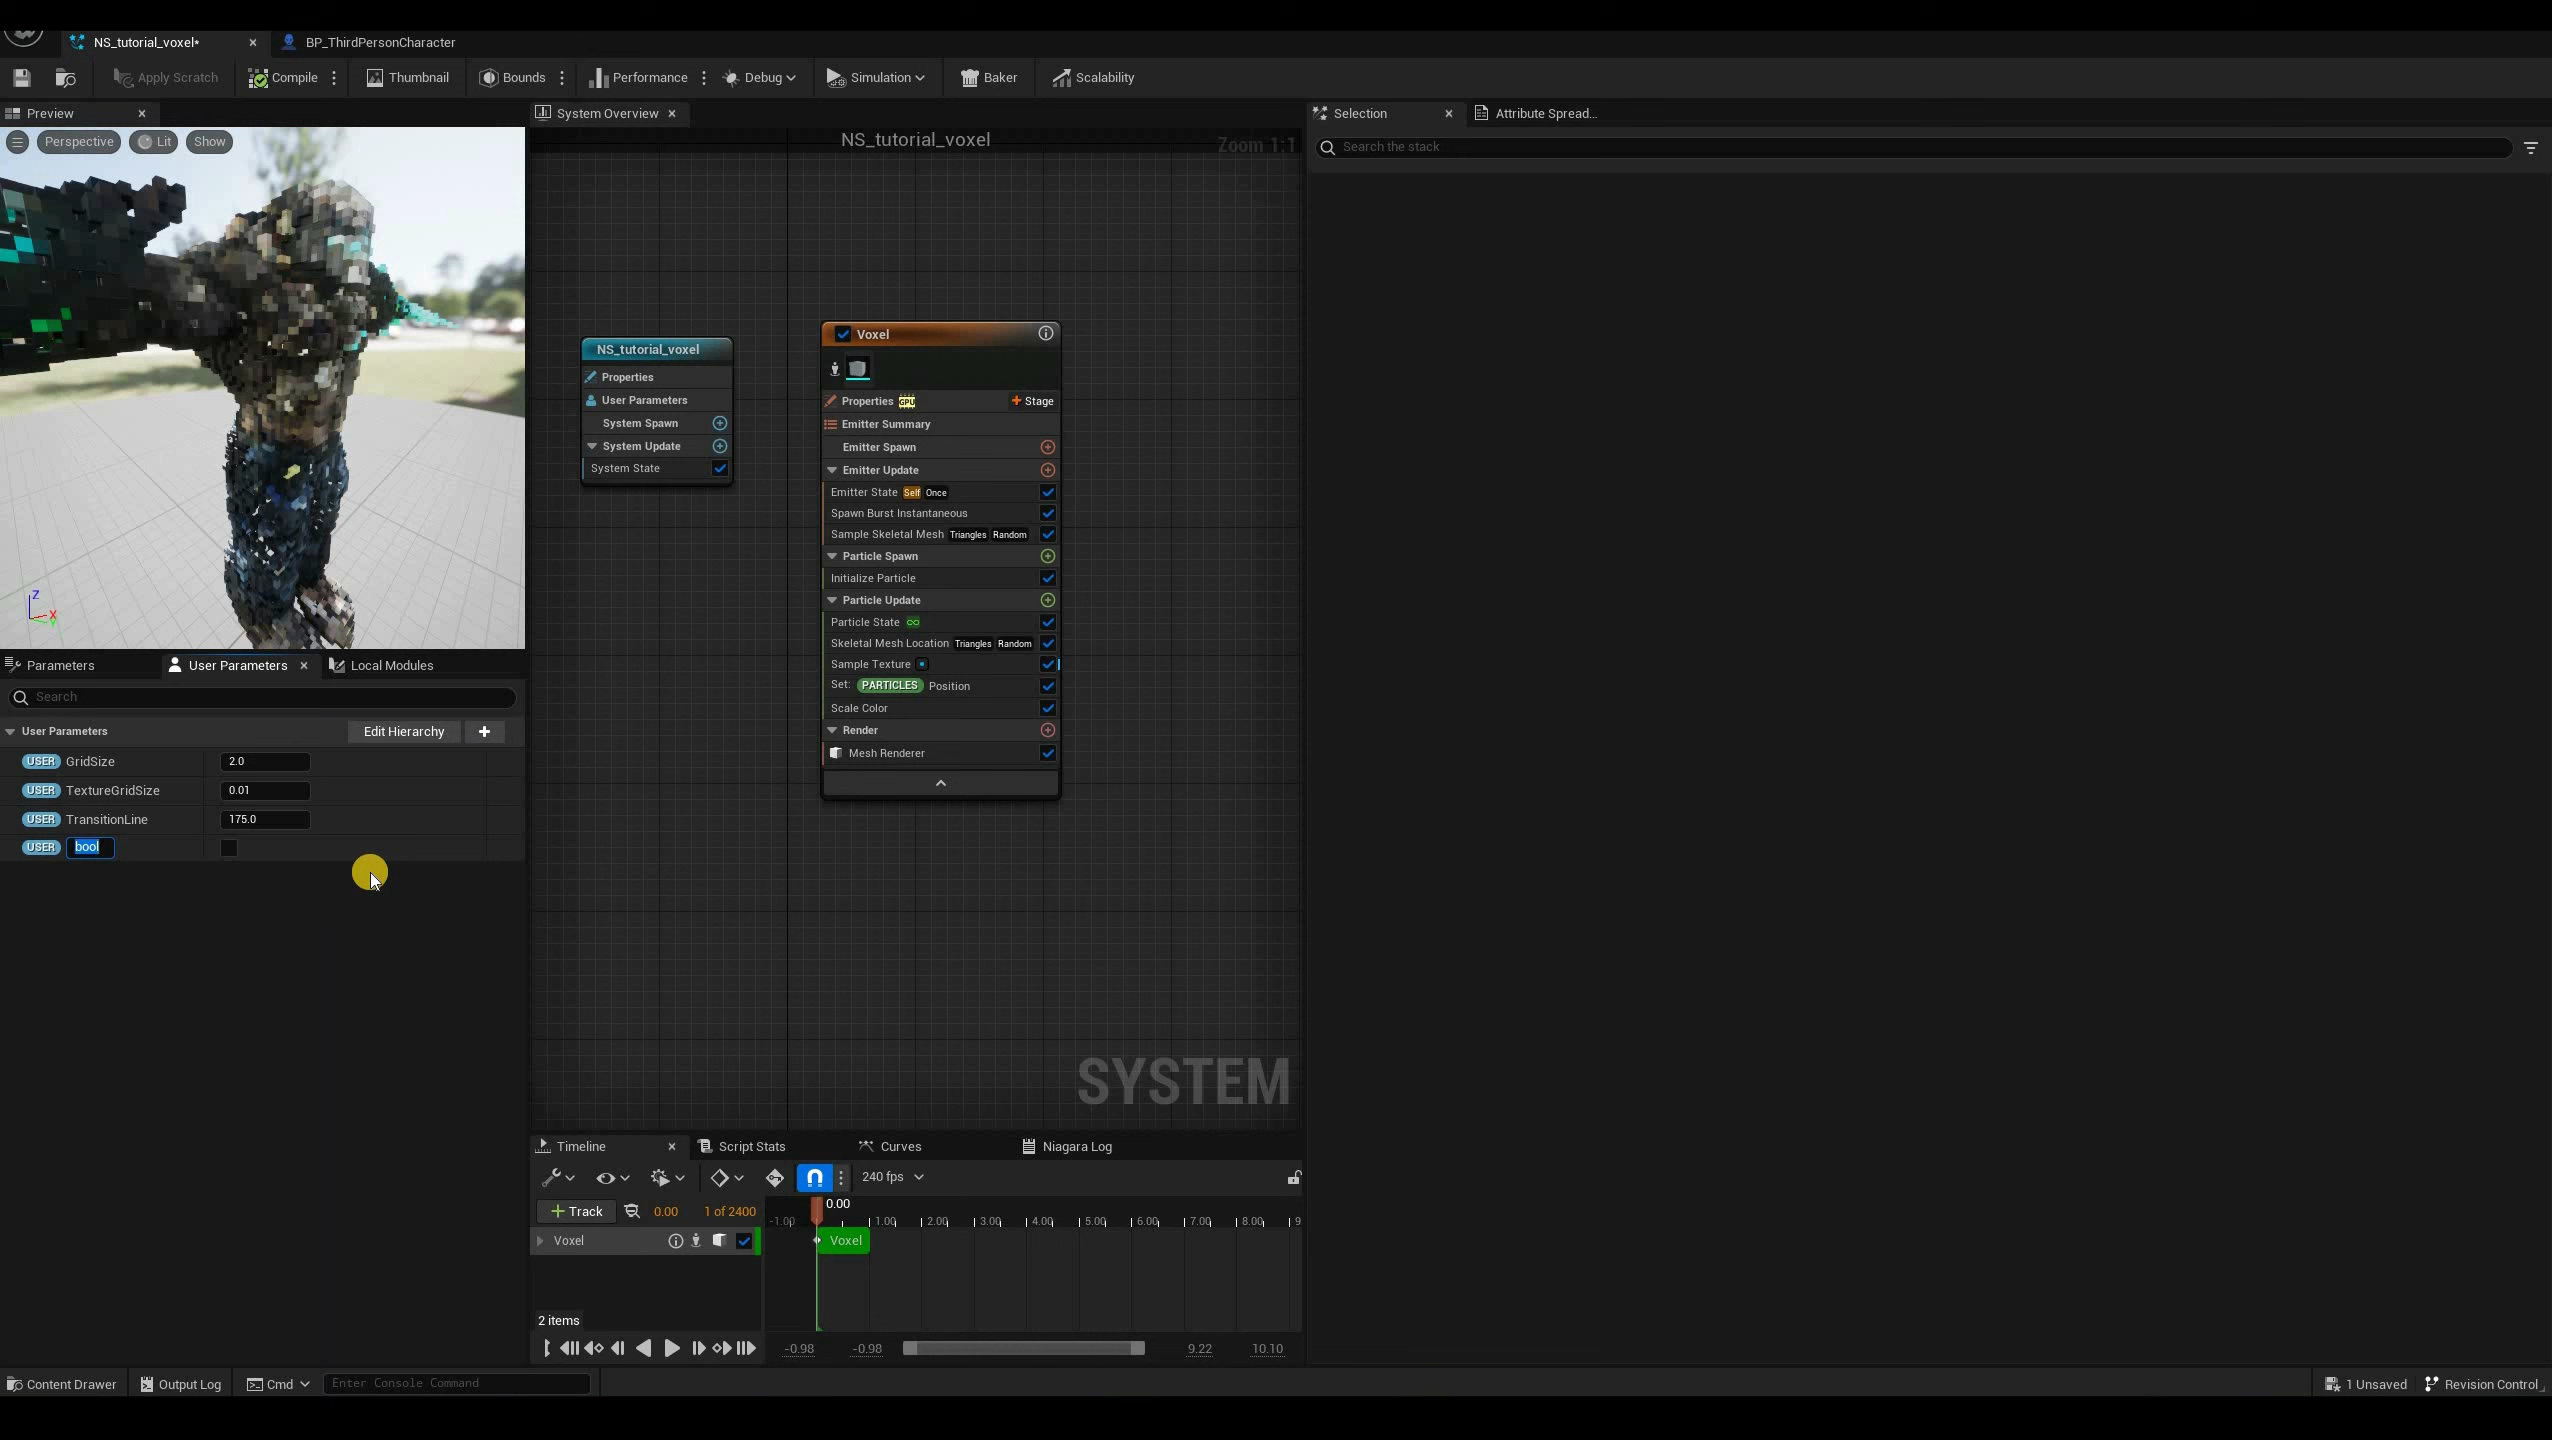 NS_tutorial_voxel*
BP_ThirdPersonCharacter
Apply Scratch
Compile
Thumbnail
Bounds
Performance
Debug
Simulation
Baker
Scalability
Preview
System Overview
Selection
Attribute Spread...
Perspective
Lit
Show
NS_tutorial_voxel
Zoom 1:1
Search the stack
NS_tutorial_voxel
Properties
User Parameters
System Spawn
System Update
System State
Voxel
Properties GPU
Stage
Emitter Summary
Emitter Spawn
Emitter Update
Emitter State Self Once
Spawn Burst Instantaneous
Sample Skeletal Mesh Triangles Random
Particle Spawn
Initialize Particle
Particle Update
Particle State
Skeletal Mesh Location Triangles Random
Sample Texture
Set: PARTICLES Position
Scale Color
Render
Mesh Renderer
Z
X
Y
Parameters
User Parameters
Local Modules
Search
User Parameters
Edit Hierarchy
USER GridSize 2.0
USER TextureGridSize 0.01
USER TransitionLine 175.0
USER bool
SYSTEM
Timeline
Script Stats
Curves
Niagara Log
240 fps
Track
0.00
1 of 2400
0.00
-1.00 1.00 2.00 3.00 4.00 5.00 6.00 7.00 8.00 9
Voxel
Voxel
2 items
-0.98
-0.98
9.22
10.10
Content Drawer
Output Log
Cmd
Enter Console Command
1 Unsaved
Revision Control